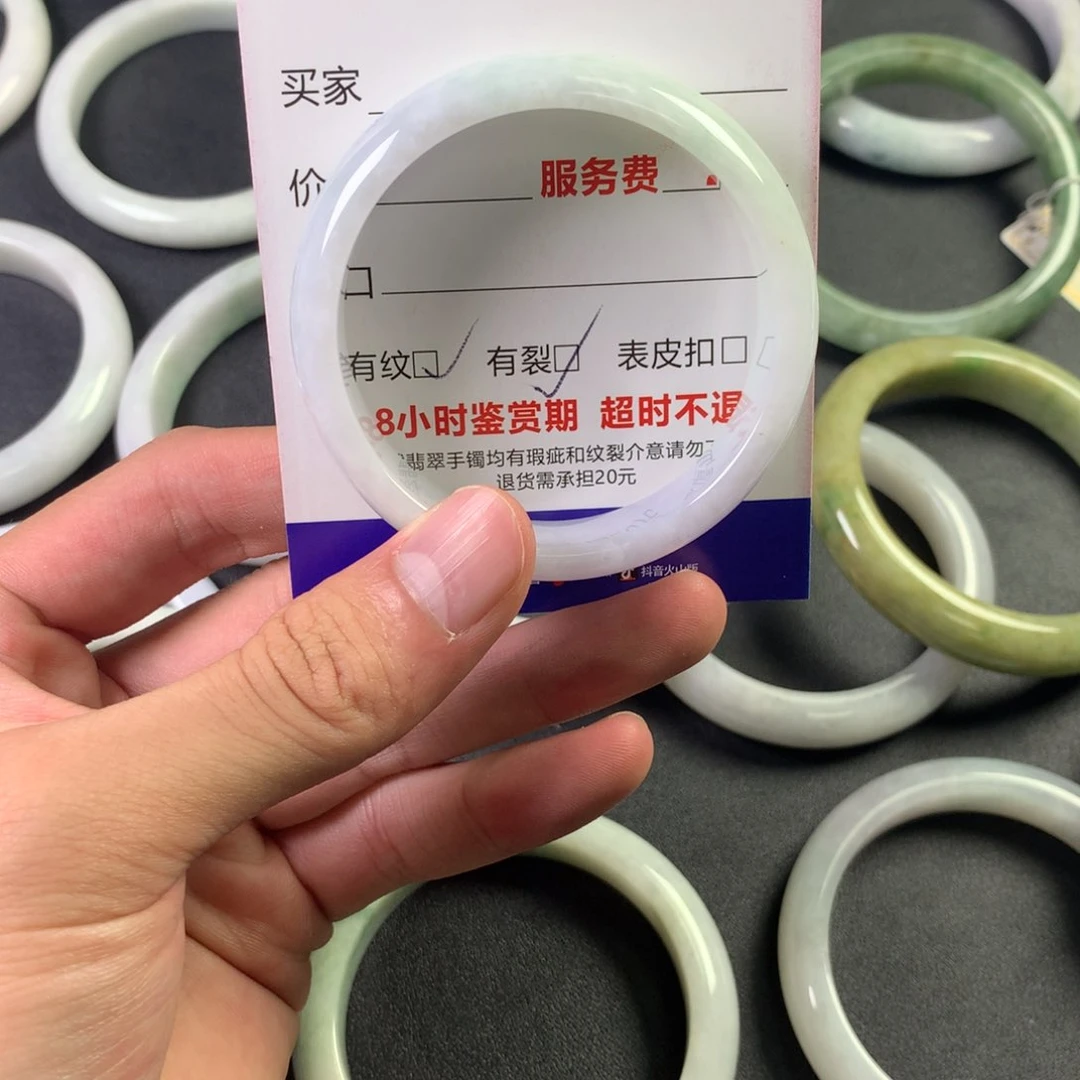 买家
价 服务费
口
有纹□ 有裂□ 表皮扣□
8小时鉴赏期 超时不退
翡翠手镯均有瑕疵和纹裂介意请勿
退货需承担20元
抖音火山版